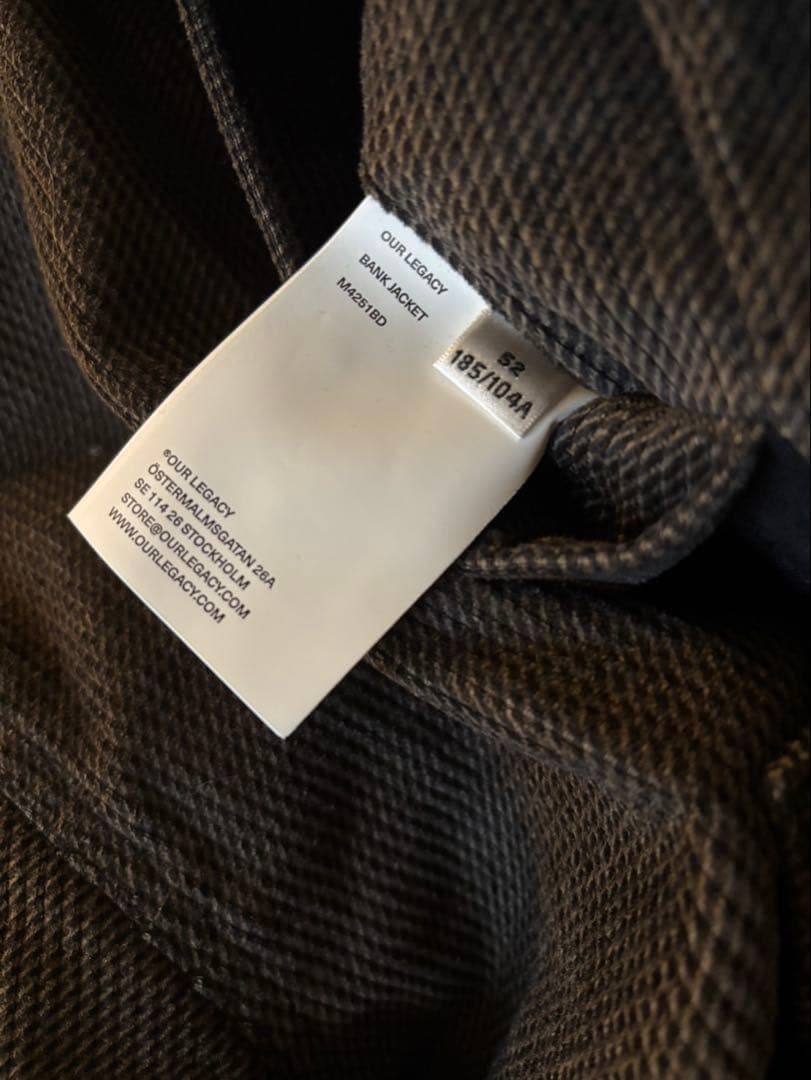 OUR LEGACY
BANK JACKET
M4251BD
52
185/104A
®OUR LEGACY
ÖSTERMALMSGATAN 26A
SE 114 26 STOCKHOLM
STORE@OURLEGACY.COM
WWW.OURLEGACY.COM